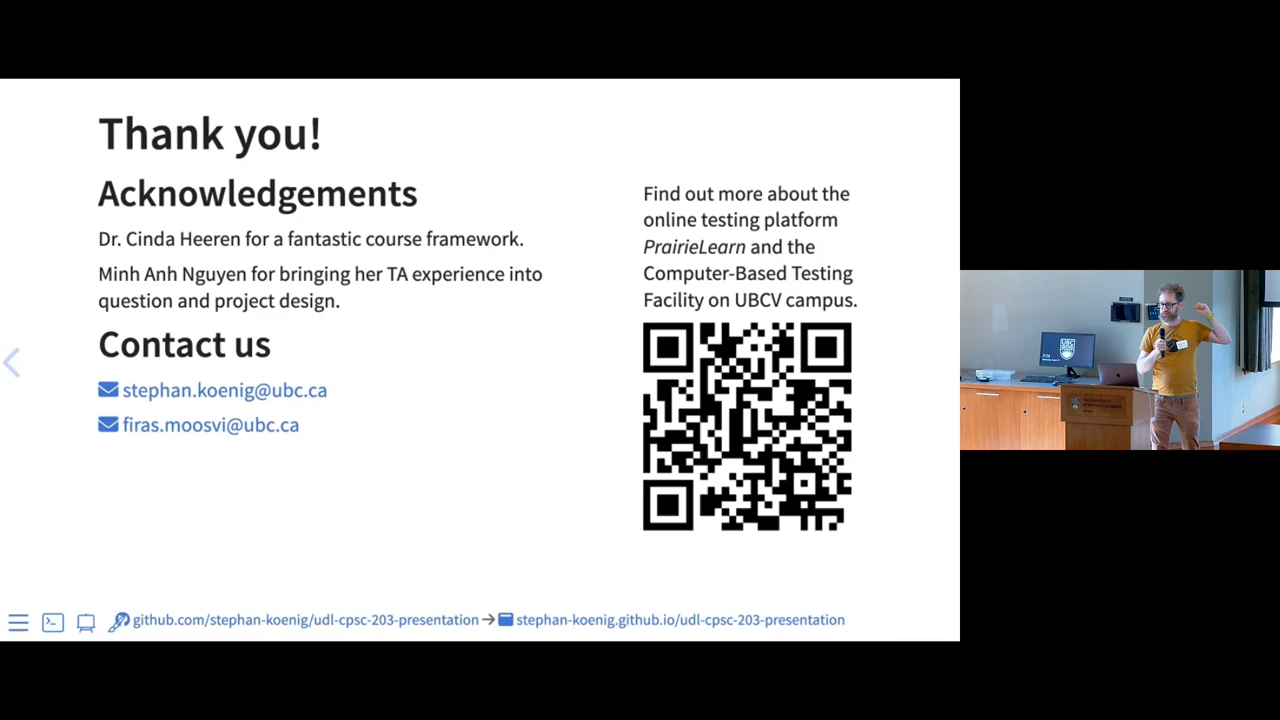 Thank you!
Acknowledgements
Dr. Cinda Heeren for a fantastic course framework.
Minh Anh Nguyen for bringing her TA experience into
question and project design.
Contact us
stephan.koenig@ubc.ca
firas.moosvi@ubc.ca
Find out more about the
online testing platform
PrairieLearn and the
Computer-Based Testing
Facility on UBCV campus.
github.com/stephan-koenig/udl-cpsc-203-presentation → stephan-koenig.github.io/udl-cpsc-203-presentation
UBC